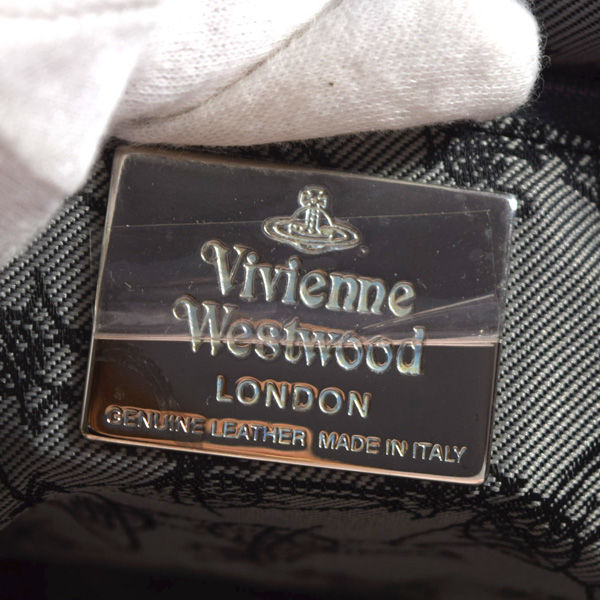 Vivienne
Westwood
LONDON
GENUINE LEATHER MADE IN ITALY